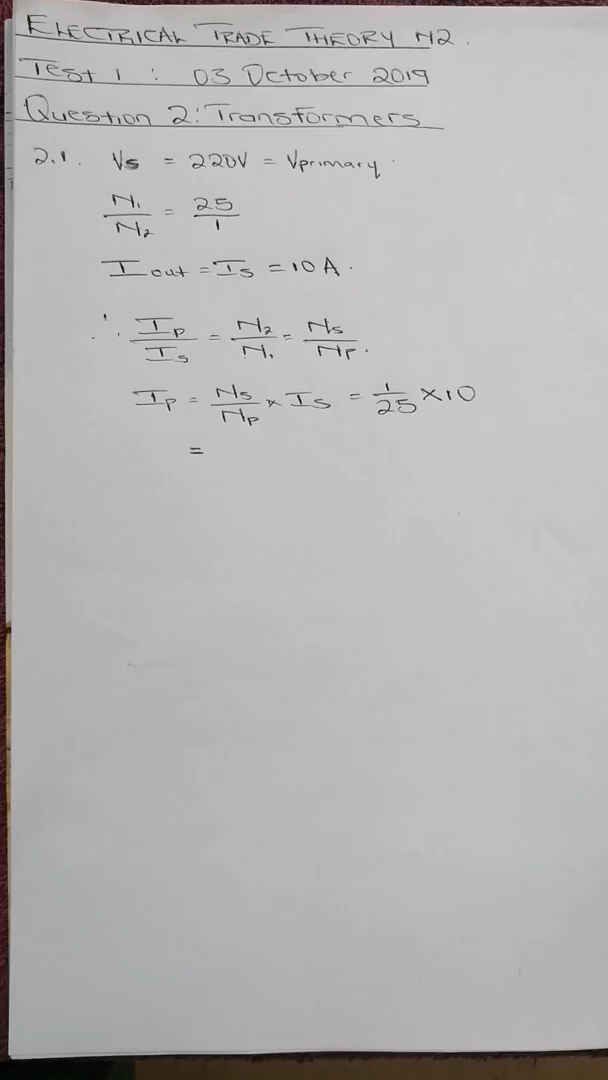 ELECTRICAL TRADE THEORY N2.
Test 1 : 03 October 2019
Question 2: Transformers
2.1. Vs = 220V = Vprimary.
N₁/N₂ = 25/1
I out = Is = 10 A.
∴ Ip/Is = N₂/N₁ = Ns/Np.
Ip = Ns/Np × Is = 1/25 × 10
=